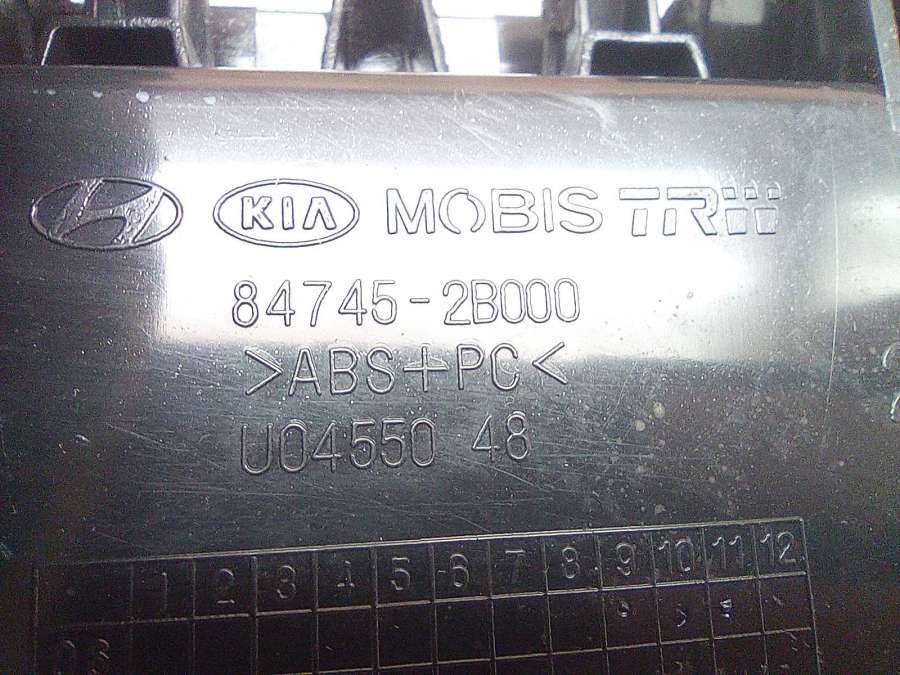 KIA MOBIS TRW
84745-2B000
>ABS+PC<
U04550 48
1 2 3 4 5 6 7 8 9 10 11 12